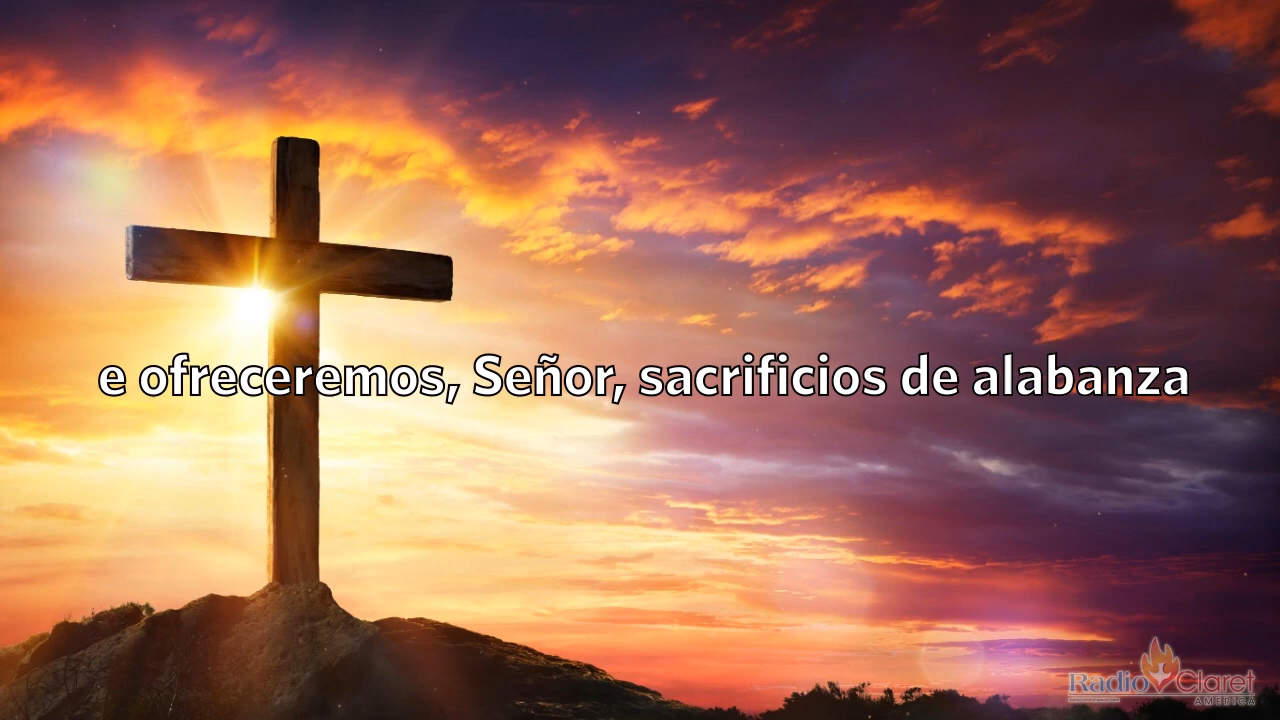 e ofreceremos, Señor, sacrificios de alabanza
Radio Claret
AMERICA